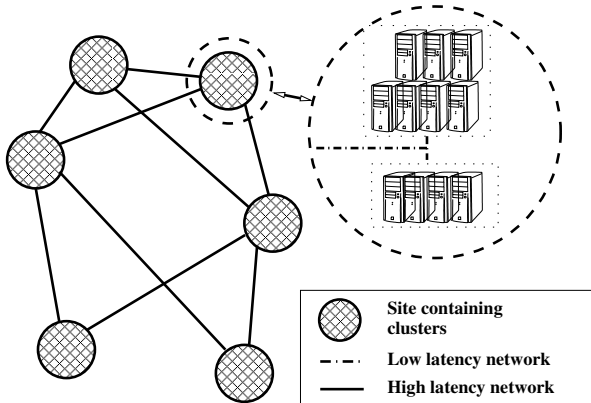 Site containing
clusters
Low latency network
High latency network